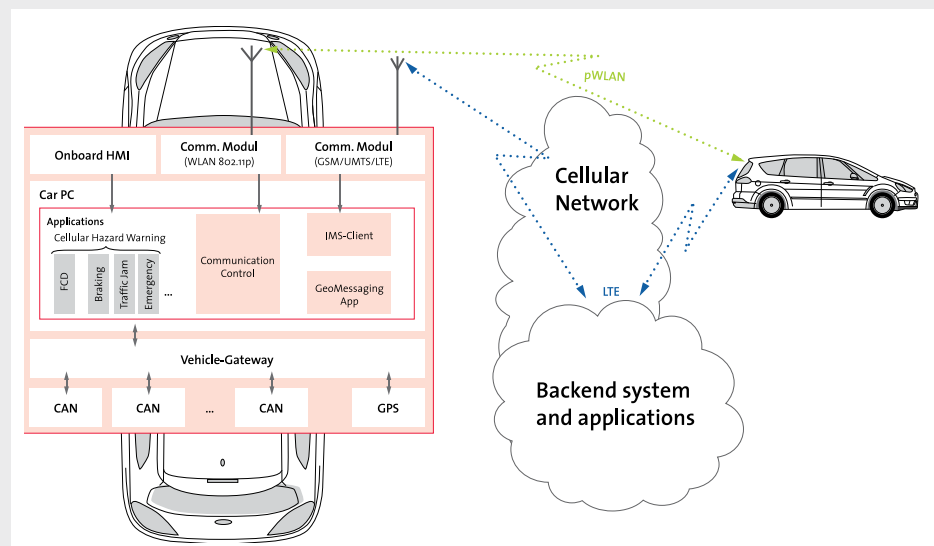 pWLAN
Onboard HMI
Comm. Modul
(WLAN 802.11p)
Comm. Modul
(GSM/UMTS/LTE)
Cellular
Network
Car PC
Applications
Cellular Hazard Warning
FCD
Braking
Traffic Jam
Emergency
...
Communication
Control
IMS-Client
GeoMessaging
App
LTE
Vehicle-Gateway
Backend system
and applications
CAN
CAN
...
CAN
GPS